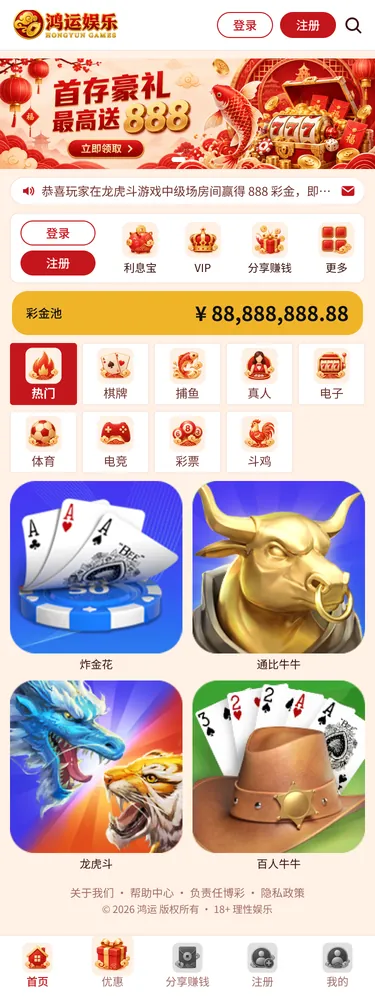 鸿运娱乐
HONGYUN GAMES
登录
注册
首存豪礼
最高送888
立即领取
福
恭喜玩家在龙虎斗游戏中级场房间赢得 888 彩金，即…
登录
注册
利息宝
VIP
分享赚钱
更多
彩金池
¥ 88,888,888.88
热门
棋牌
捕鱼
真人
电子
体育
电竞
彩票
斗鸡
炸金花
通比牛牛
龙虎斗
百人牛牛
关于我们 • 帮助中心 • 负责任博彩 • 隐私政策
© 2026 鸿运 版权所有 • 18+ 理性娱乐
首页
优惠
分享赚钱
注册
我的